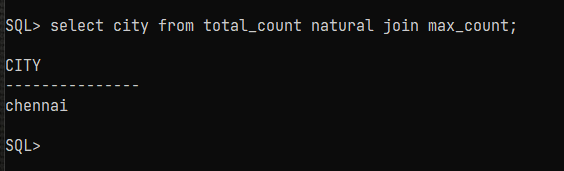 SQL> select city from total_count natural join max_count;
CITY
---------------
chennai
SQL>